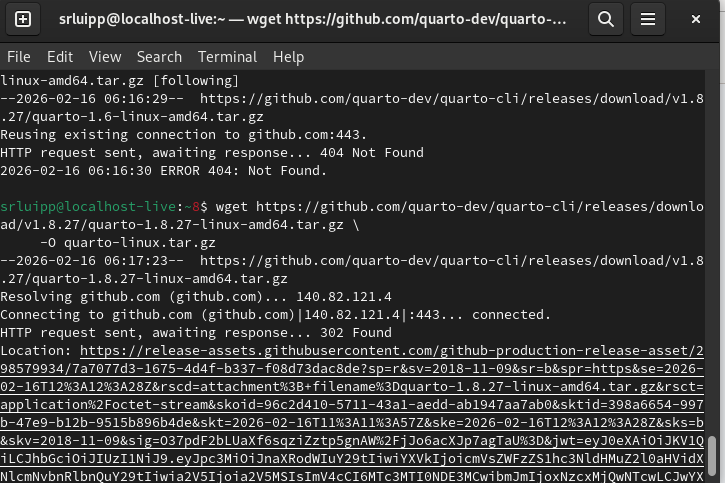 srluipp@localhost-live:~ — wget https://github.com/quarto-dev/quarto-...
File Edit View Search Terminal Help
linux-amd64.tar.gz [following]
--2026-02-16 06:16:29-- https://github.com/quarto-dev/quarto-cli/releases/download/v1.8
.27/quarto-1.6-linux-amd64.tar.gz
Reusing existing connection to github.com:443.
HTTP request sent, awaiting response... 404 Not Found
2026-02-16 06:16:30 ERROR 404: Not Found.
srluipp@localhost-live:~8$ wget https://github.com/quarto-dev/quarto-cli/releases/downlo
ad/v1.8.27/quarto-1.8.27-linux-amd64.tar.gz \
-O quarto-linux.tar.gz
--2026-02-16 06:17:23-- https://github.com/quarto-dev/quarto-cli/releases/download/v1.8
.27/quarto-1.8.27-linux-amd64.tar.gz
Resolving github.com (github.com)... 140.82.121.4
Connecting to github.com (github.com)|140.82.121.4|:443... connected.
HTTP request sent, awaiting response... 302 Found
Location: https://release-assets.githubusercontent.com/github-production-release-asset/2
98579934/7a7077d3-1675-4d4f-b337-f08d73dac8de?sp=r&sv=2018-11-09&sr=b&spr=https&se=2026-
02-16T12%3A12%3A28Z&rscd=attachment%3B+filename%3Dquarto-1.8.27-linux-amd64.tar.gz&rsct=
application%2Foctet-stream&skoid=96c2d410-5711-43a1-aedd-ab1947aa7ab0&sktid=398a6654-997
b-47e9-b12b-9515b896b4de&skt=2026-02-16T11%3A11%3A57Z&ske=2026-02-16T12%3A12%3A28Z&sks=b
&skv=2018-11-09&sig=O37pdF2bLUaXf6sqziZztp5gnAW%2FjJo6acXJp7agTaU%3D&jwt=eyJ0eXAiOiJKV1Q
iLCJhbGciOiJIUzI1NiJ9.eyJpc3MiOiJnaXRodWIuY29tIiwiYXVkIjoicmVsZWFzZS1hc3NldHMuZ2l0aHVidX
NlcmNvbnRlbnQuY29tIiwia2V5Ijoia2V5MSIsImV4cCI6MTc3MTI0NDE3MCwibmJmIjoxNzcxMjQwNTcwLCJwYX